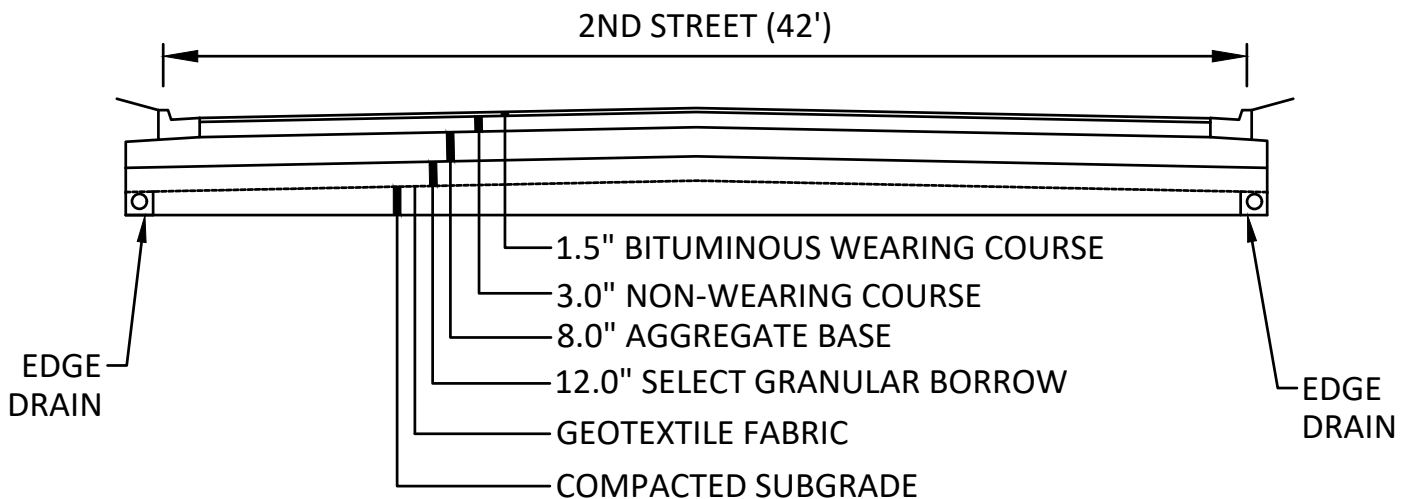 2ND STREET (42')
1.5" BITUMINOUS WEARING COURSE
3.0" NON-WEARING COURSE
8.0" AGGREGATE BASE
12.0" SELECT GRANULAR BORROW
GEOTEXTILE FABRIC
COMPACTED SUBGRADE
EDGE
DRAIN
EDGE
DRAIN